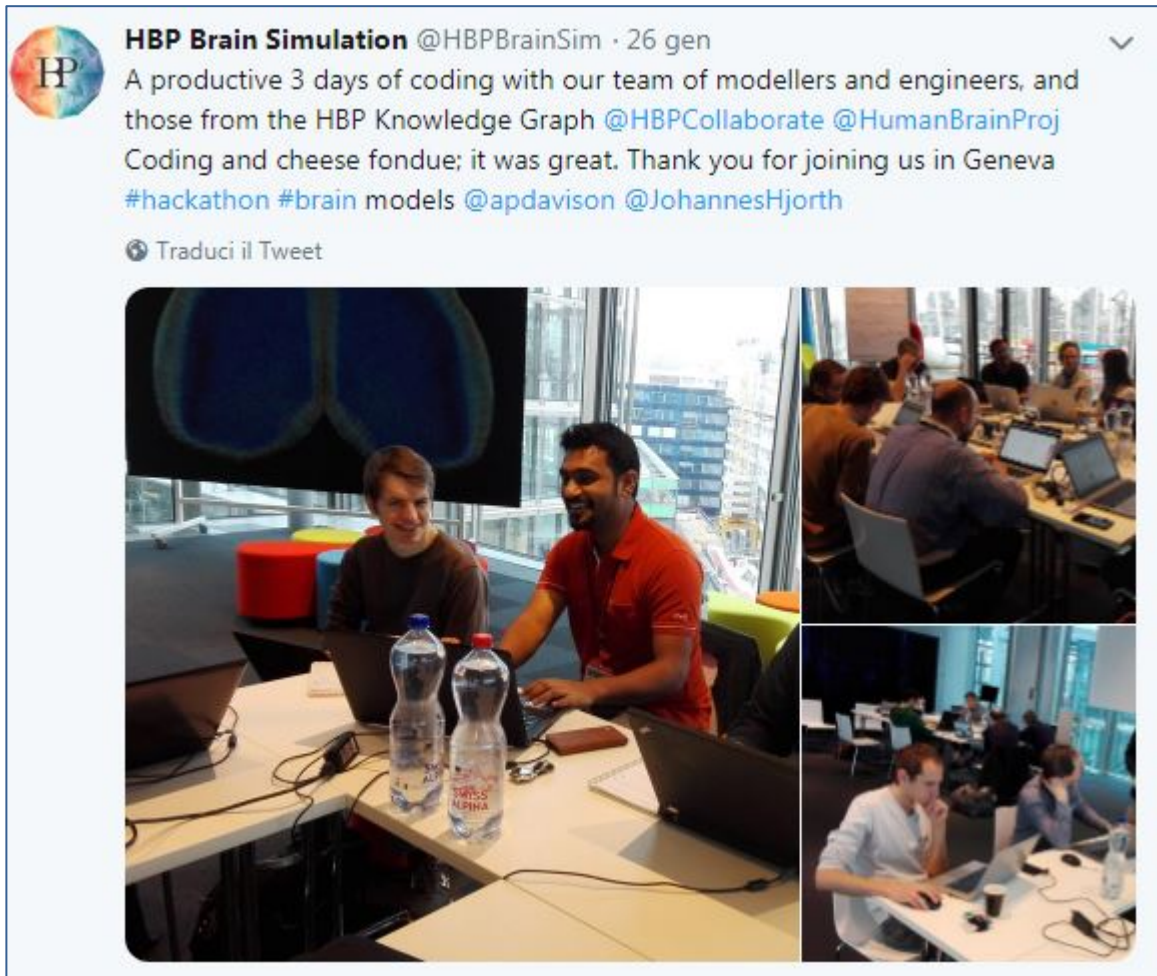 HBP Brain Simulation @HBPBrainSim · 26 gen
A productive 3 days of coding with our team of modellers and engineers, and
those from the HBP Knowledge Graph @HBPCollaborate @HumanBrainProj
Coding and cheese fondue; it was great. Thank you for joining us in Geneva
#hackathon #brain models @apdavison @JohannesHjorth
Traduci il Tweet
SWISS
ALPINA